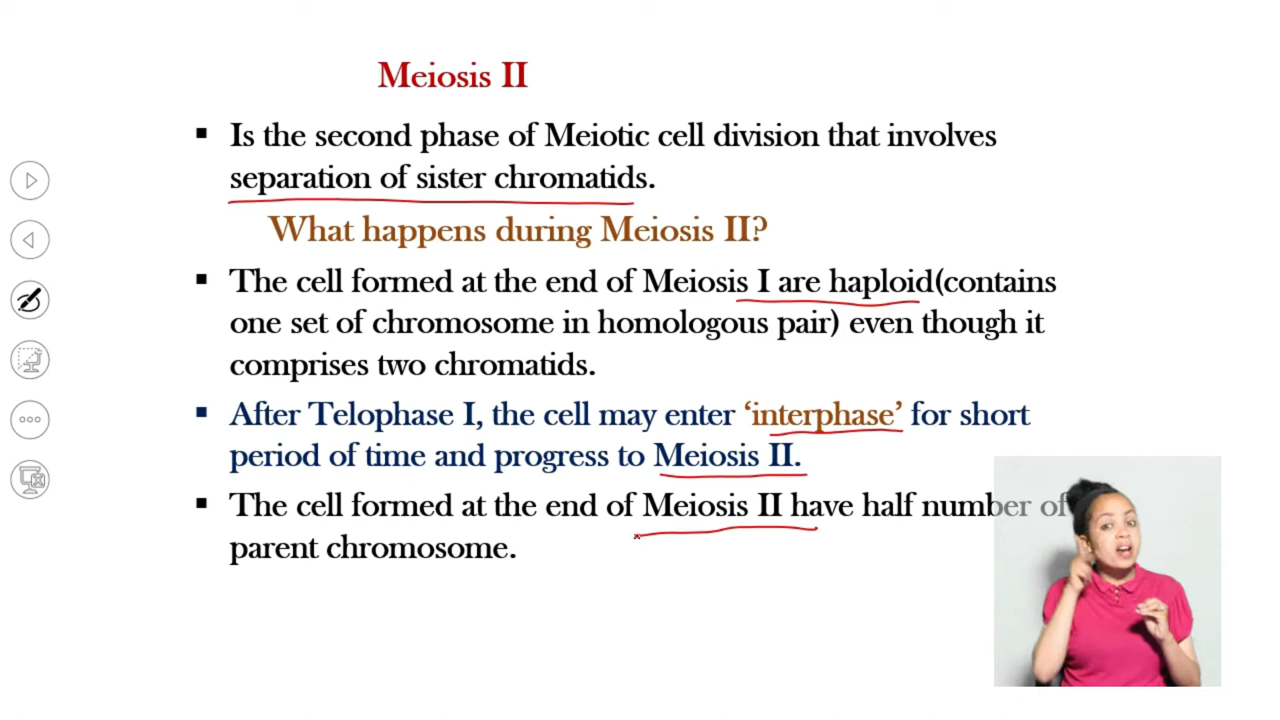 Meiosis II
▪ Is the second phase of Meiotic cell division that involves
separation of sister chromatids.
What happens during Meiosis II?
▪ The cell formed at the end of Meiosis I are haploid(contains
one set of chromosome in homologous pair) even though it
comprises two chromatids.
▪ After Telophase I, the cell may enter ‘interphase’ for short
period of time and progress to Meiosis II.
▪ The cell formed at the end of Meiosis II have half number of
parent chromosome.